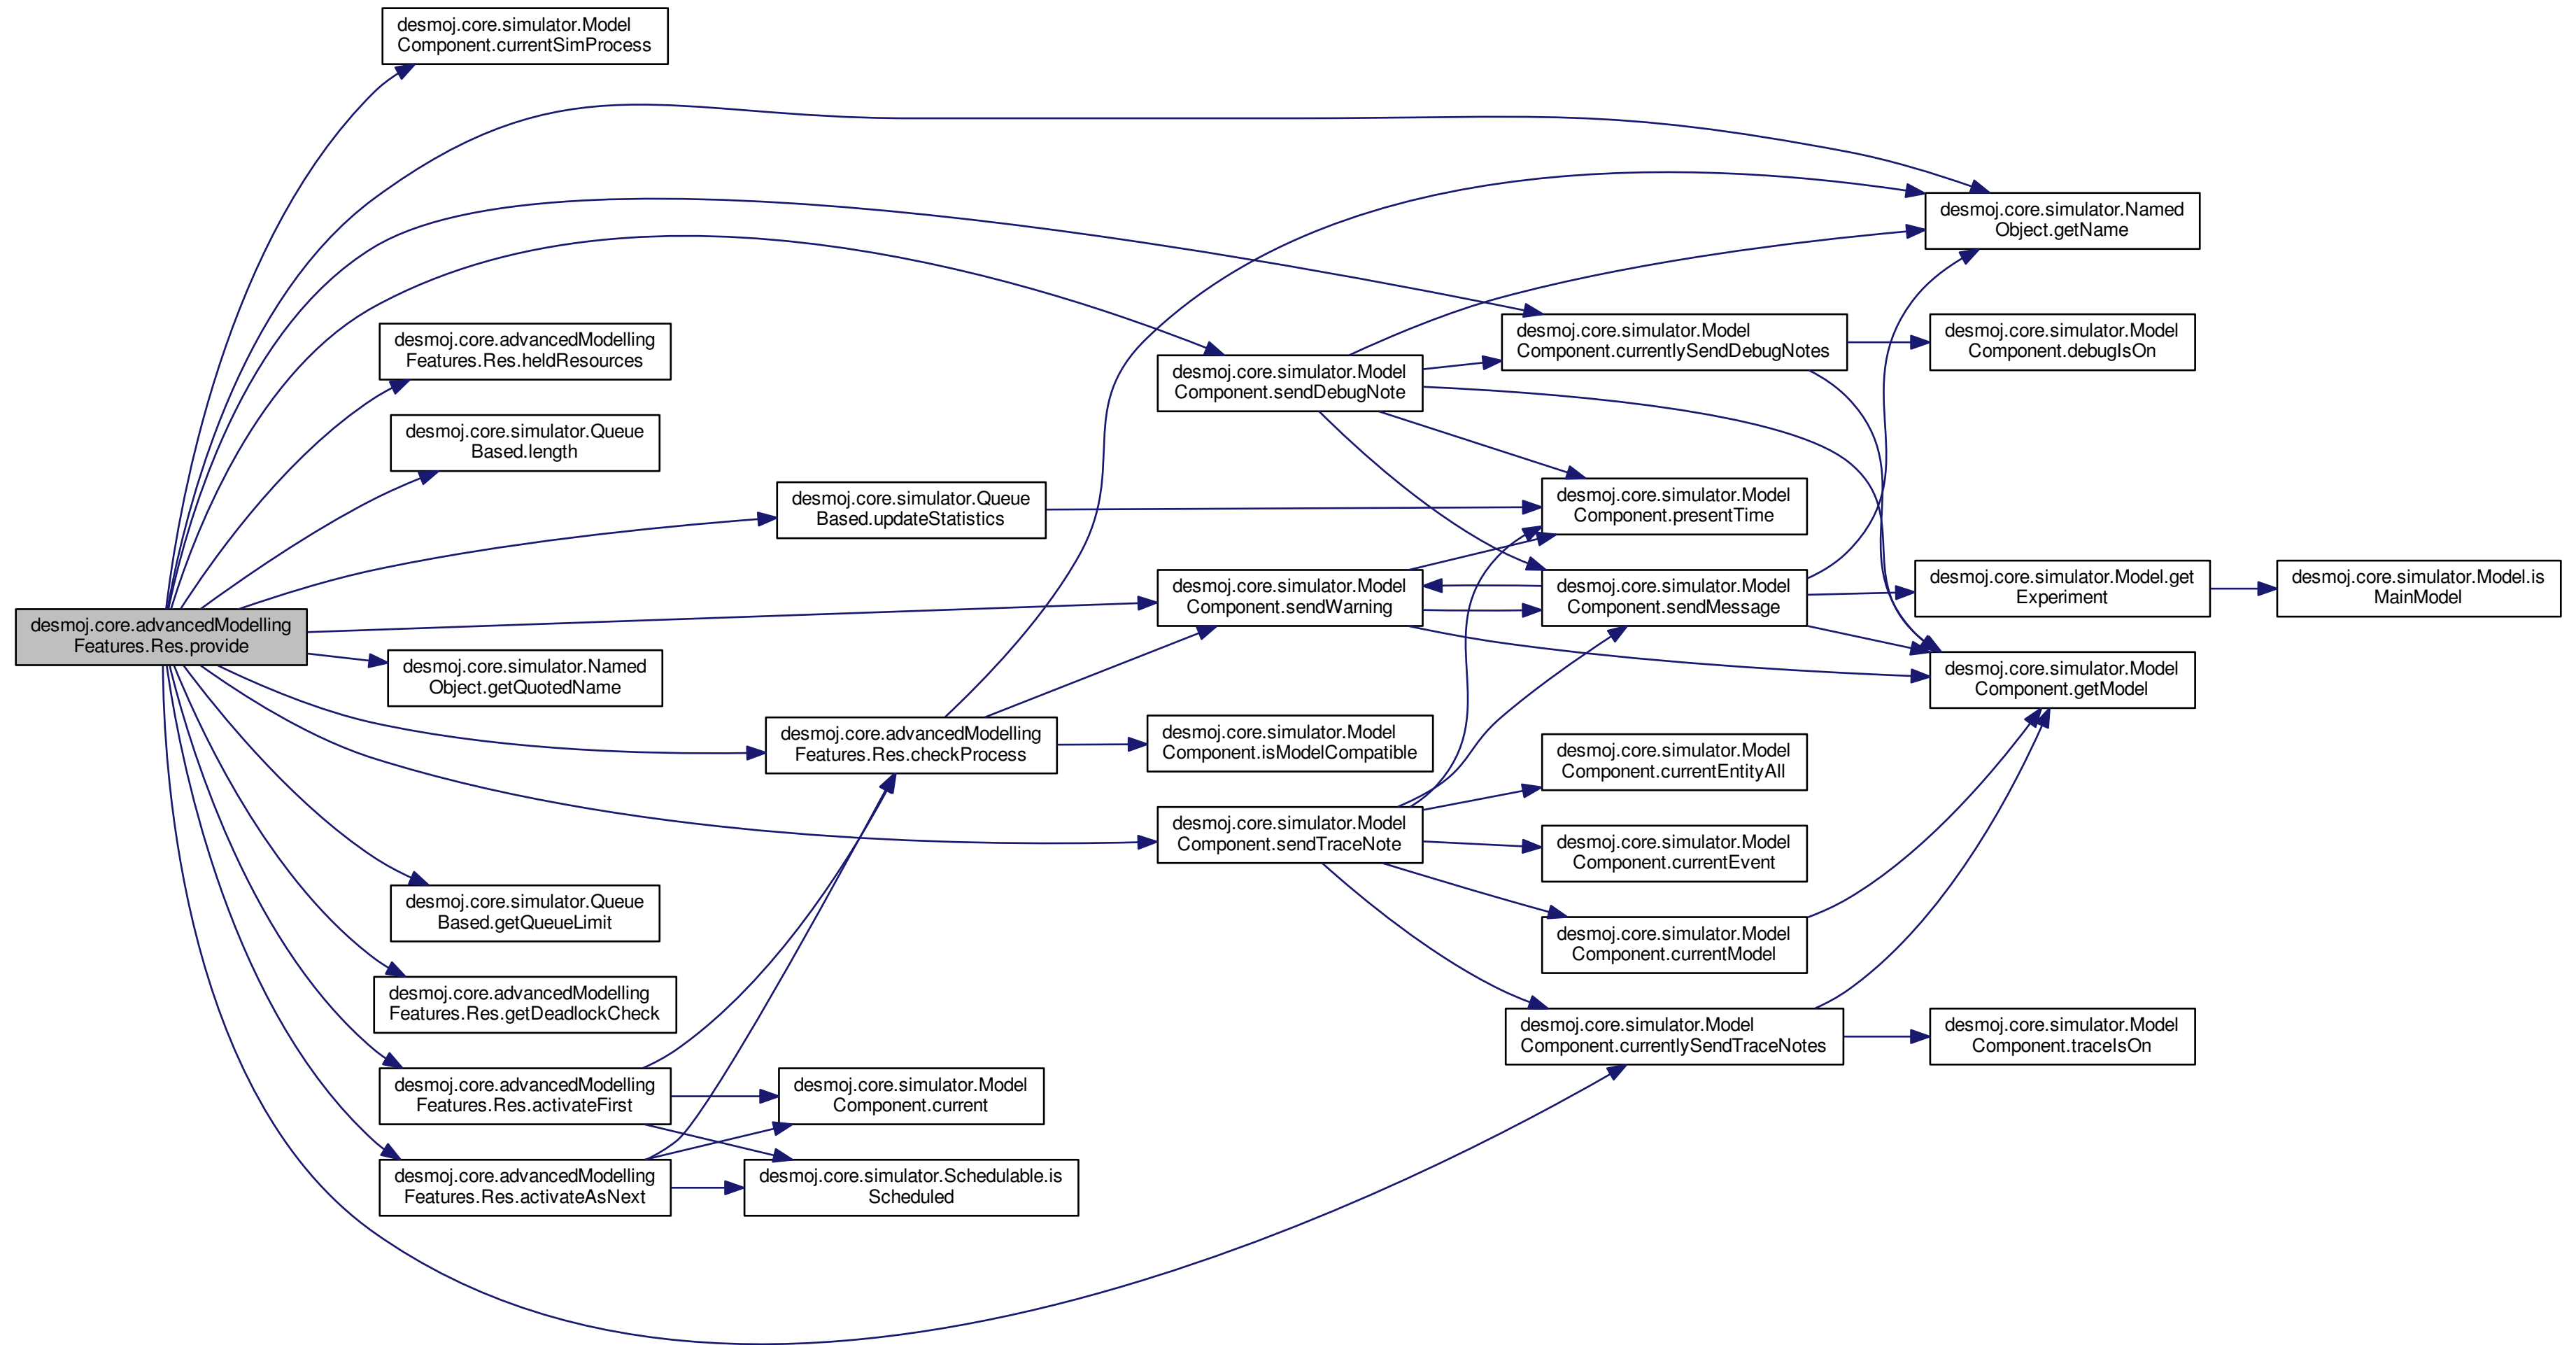 desmoj.core.simulator.Model
Component.currentSimProcess
desmoj.core.simulator.Named
Object.getName
desmoj.core.advancedModelling
Features.Res.heldResources
desmoj.core.simulator.Model
Component.currentlySendDebugNotes
desmoj.core.simulator.Model
Component.debugIsOn
desmoj.core.simulator.Model
Component.sendDebugNote
desmoj.core.simulator.Queue
Based.length
desmoj.core.simulator.Queue
Based.updateStatistics
desmoj.core.simulator.Model
Component.presentTime
desmoj.core.advancedModelling
Features.Res.provide
desmoj.core.simulator.Model
Component.sendWarning
desmoj.core.simulator.Model
Component.sendMessage
desmoj.core.simulator.Model.get
Experiment
desmoj.core.simulator.Model.is
MainModel
desmoj.core.simulator.Named
Object.getQuotedName
desmoj.core.simulator.Model
Component.getModel
desmoj.core.advancedModelling
Features.Res.checkProcess
desmoj.core.simulator.Model
Component.isModelCompatible
desmoj.core.simulator.Model
Component.currentEntityAll
desmoj.core.simulator.Model
Component.sendTraceNote
desmoj.core.simulator.Model
Component.currentEvent
desmoj.core.simulator.Queue
Based.getQueueLimit
desmoj.core.simulator.Model
Component.currentModel
desmoj.core.advancedModelling
Features.Res.getDeadlockCheck
desmoj.core.simulator.Model
Component.currentlySendTraceNotes
desmoj.core.simulator.Model
Component.traceIsOn
desmoj.core.advancedModelling
Features.Res.activateFirst
desmoj.core.simulator.Model
Component.current
desmoj.core.advancedModelling
Features.Res.activateAsNext
desmoj.core.simulator.Schedulable.is
Scheduled